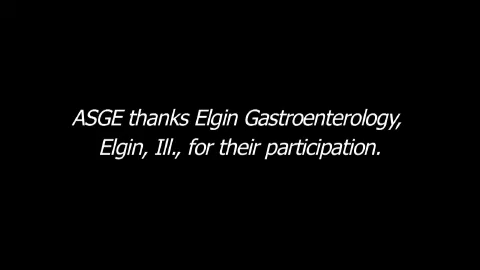 ASGE thanks Elgin Gastroenterology,
Elgin, Ill., for their participation.